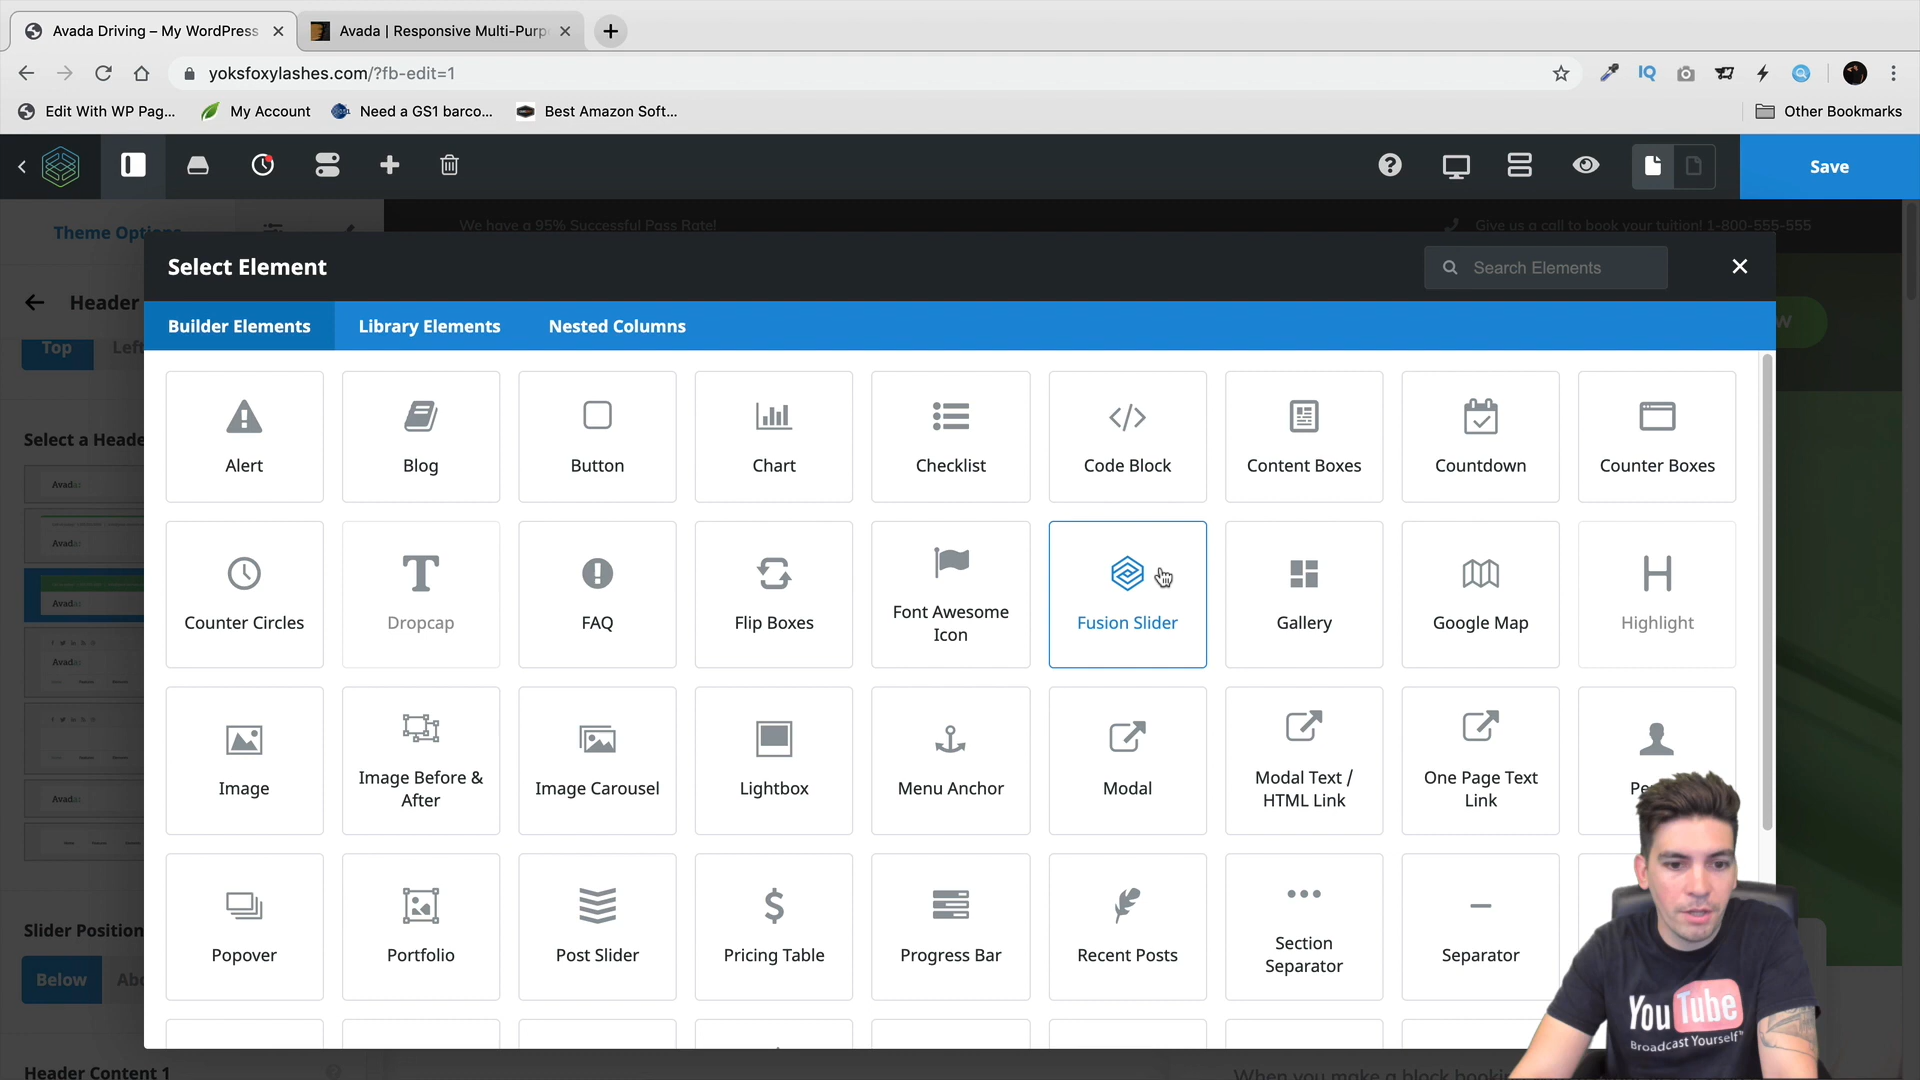 Avada Driving – My WordPress
Avada | Responsive Multi-Purp
yoksfoxylashes.com/?fb-edit=1
IQ
Edit With WP Pag...
My Account
Need a GS1 barco...
Best Amazon Soft...
Other Bookmarks
Save
Theme Options
We have a 95% Successful Pass Rate!
Give us a call to book your tuition! 1-800-555-555
Select Element
Search Elements
Header
Builder Elements
Library Elements
Nested Columns
Top
Left
Alert
Blog
Button
Chart
Checklist
Code Block
Content Boxes
Countdown
Counter Boxes
Select a Heade
Avada
Avada
Avada
Avada
Avada
Counter Circles
Dropcap
FAQ
Flip Boxes
Font Awesome
Icon
Fusion Slider
Gallery
Google Map
Highlight
Image
Image Before &
After
Image Carousel
Lightbox
Menu Anchor
Modal
Modal Text /
HTML Link
One Page Text
Link
Pe
Popover
Portfolio
Post Slider
Pricing Table
Progress Bar
Recent Posts
Section
Separator
Separator
Slider Position
Below
Abo
Header Content 1
When you make a block bookin
YouTube
Broadcast Yourself™